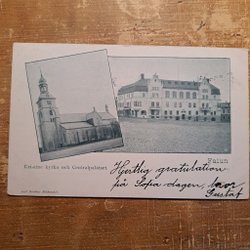 Kristine kyrka och Centralpalatset
Falun
Hjertlig gratulation
på Sofia dagen,
Gustaf